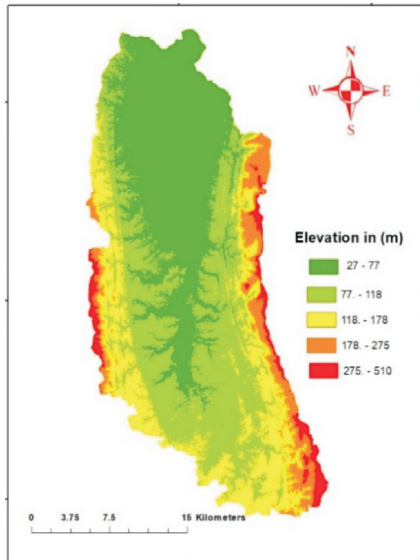 N
W E
S
Elevation in (m)
27 - 77
77. - 118
118. - 178
178. - 275
275. - 510
0 3.75 7.5 15 Kilometers